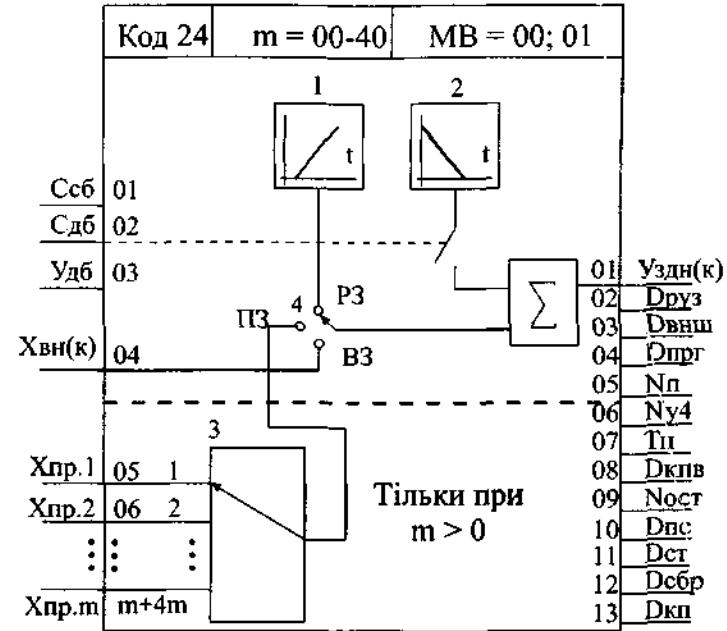 Код 24 m = 00-40 МВ = 00; 01
1 2
t t
Ссб 01
Сдб 02
Удб 03
01 Yздн(к)
02 Dруз
4 РЗ
ПЗ
03 Dвнш
Хвн(к) 04
ВЗ
04 Dпрг
05 Nп
06 Nу4
3
07 Тп
08 Dкпв
Хпр.1 05 1
Тільки при
09 Nост
Хпр.2 06 2
m > 0
10 Dпс
11 Dст
12 Dсбр
Хпр.m m+4m
13 Dкп
Σ